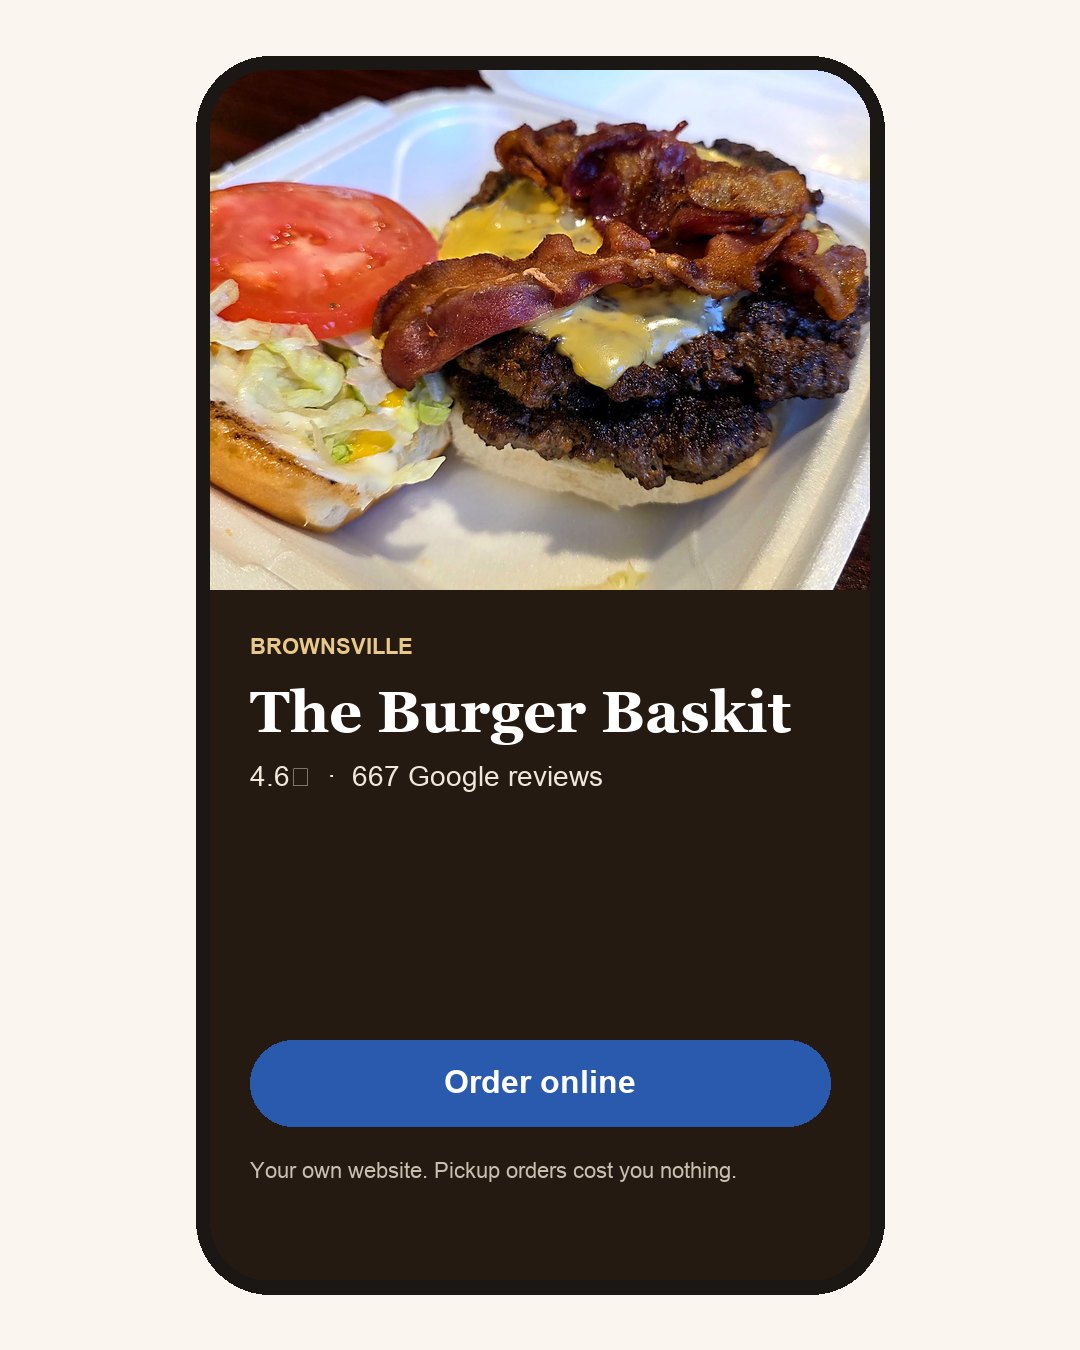 BROWNSVILLE
The Burger Baskit
4.6□ · 667 Google reviews
Order online
Your own website. Pickup orders cost you nothing.